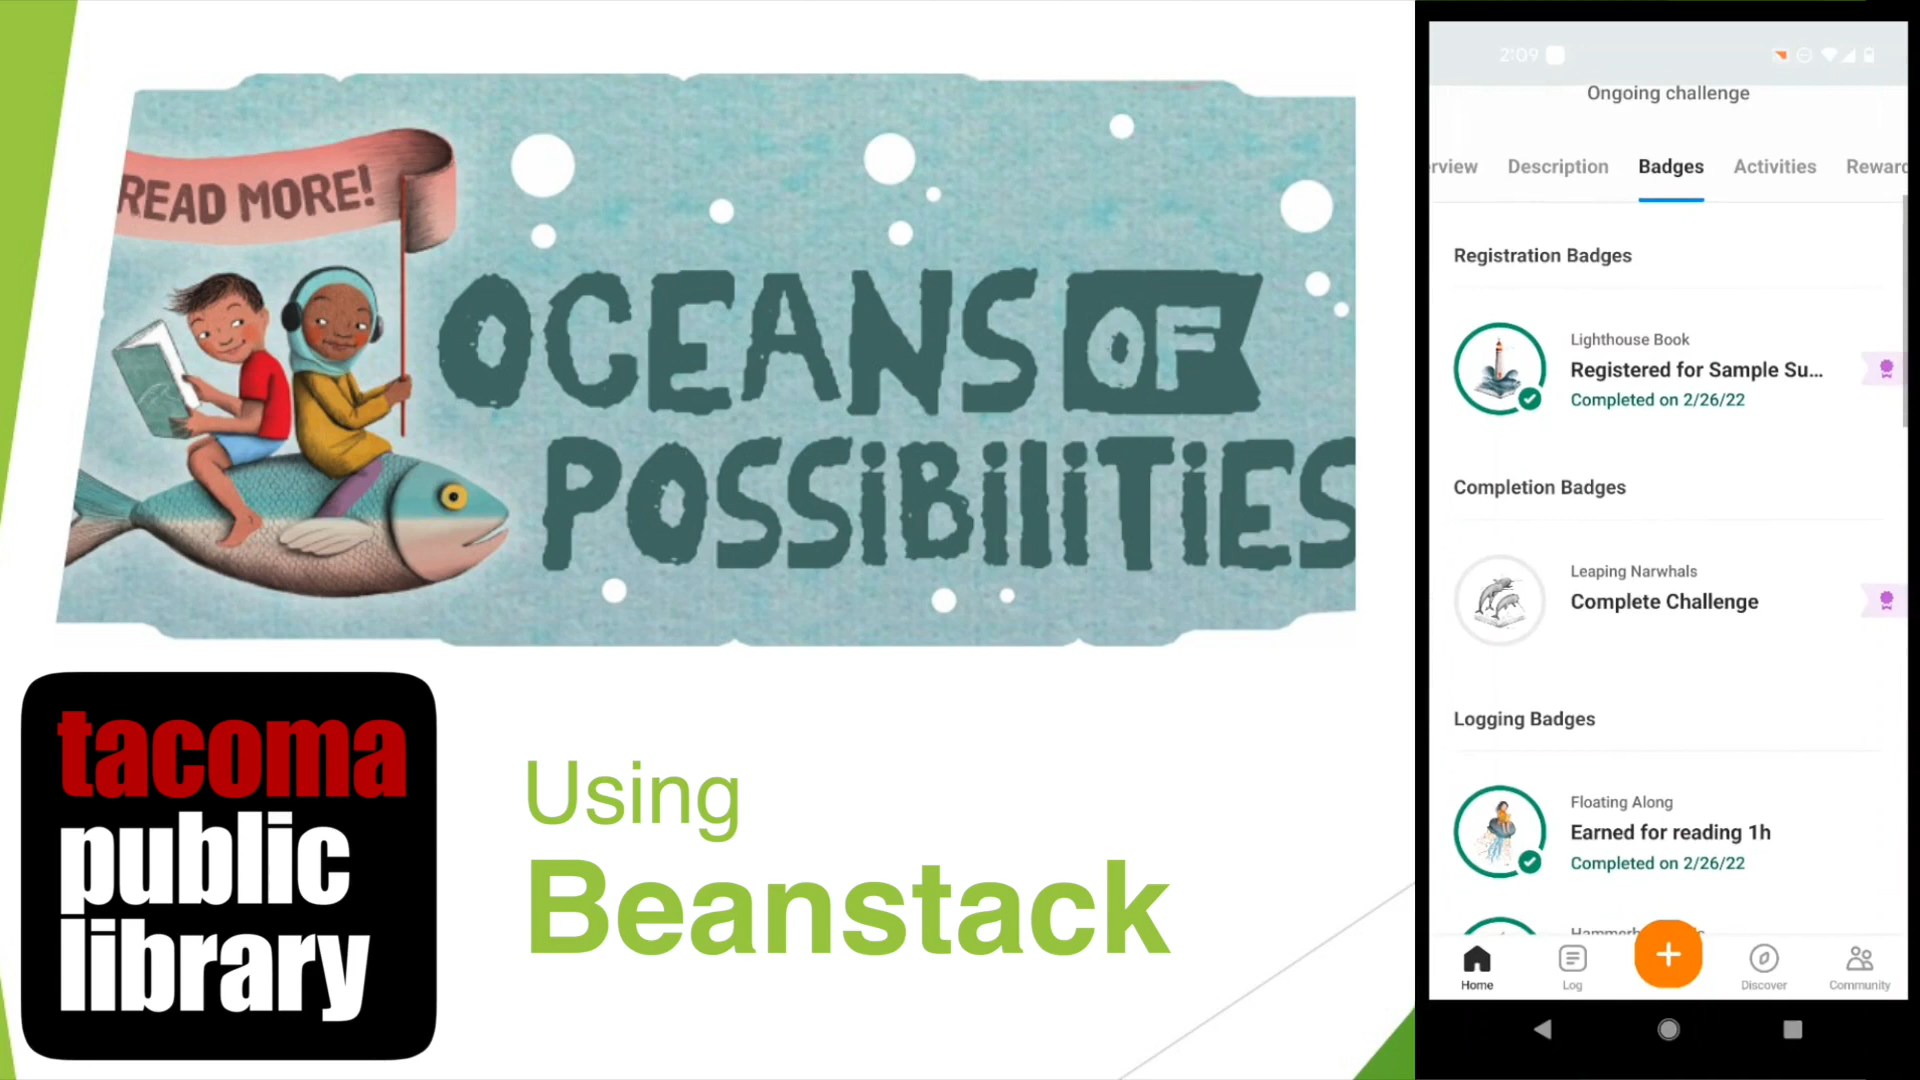 READ MORE!
OCEANS OF
POSSIBILITIES
tacoma
public
library
Using
Beanstack
2:09
Ongoing challenge
rview Description Badges Activities Reward
Registration Badges
Lighthouse Book
Registered for Sample Su...
Completed on 2/26/22
Completion Badges
Leaping Narwhals
Complete Challenge
Logging Badges
Floating Along
Earned for reading 1h
Completed on 2/26/22
Home Log Discover Community